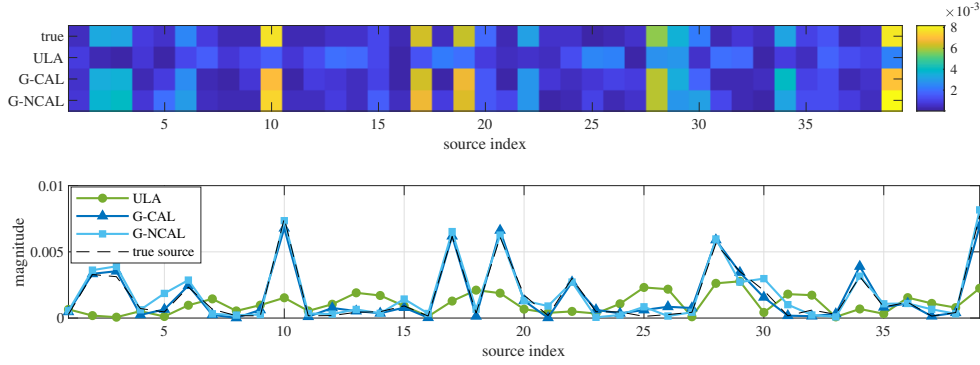 ×10⁻³
true
ULA
G-CAL
G-NCAL
8
6
4
2
5 10 15 20 25 30 35
source index
0.01
0.005
0
magnitude
ULA
G-CAL
G-NCAL
true source
5 10 15 20 25 30 35
source index